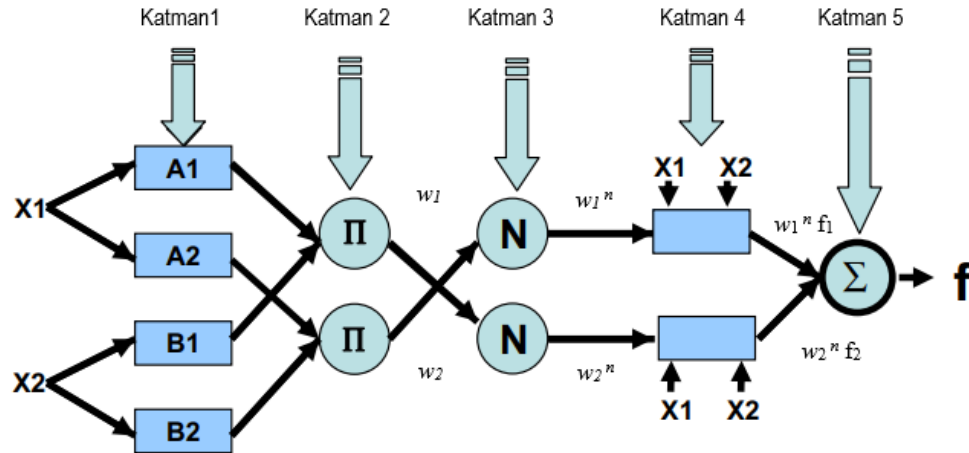 Katman1 Katman 2 Katman 3 Katman 4 Katman 5
A1
X1
A2
B1
X2
B2
Π
Π
w₁
w₂
N
N
w₁ⁿ
w₂ⁿ
X1 X2
X1 X2
w₁ⁿ f₁
w₂ⁿ f₂
Σ
f